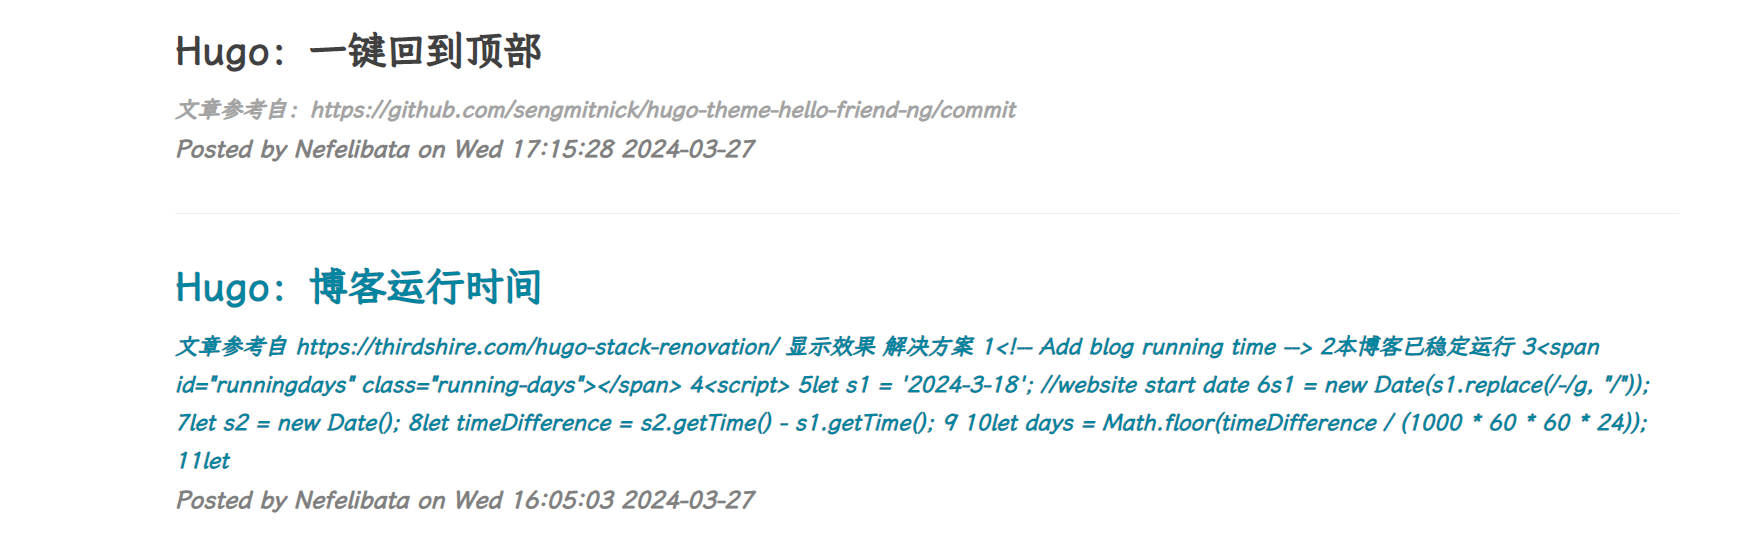 Hugo：一键回到顶部
文章参考自：https://github.com/sengmitnick/hugo-theme-hello-friend-ng/commit
Posted by Nefelibata on Wed 17:15:28 2024-03-27
Hugo：博客运行时间
文章参考自 https://thirdshire.com/hugo-stack-renovation/ 显示效果 解决方案 1<!-- Add blog running time --> 2本博客已稳定运行 3<span
id="runningdays" class="running-days"></span> 4<script> 5let s1 = '2024-3-18'; //website start date 6s1 = new Date(s1.replace(/-/g, "/"));
7let s2 = new Date(); 8let timeDifference = s2.getTime() - s1.getTime(); 9 10let days = Math.floor(timeDifference / (1000 * 60 * 60 * 24));
11let
Posted by Nefelibata on Wed 16:05:03 2024-03-27